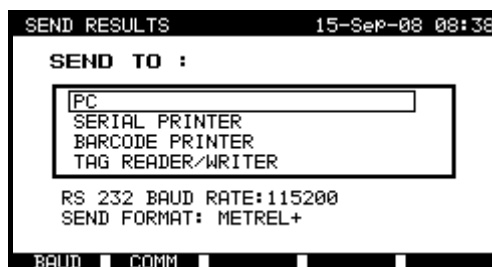 SEND RESULTS 15-Sep-08 08:38
SEND TO :
PC
SERIAL PRINTER
BARCODE PRINTER
TAG READER/WRITER
RS 232 BAUD RATE:115200
SEND FORMAT: METREL+
BAUD COMM